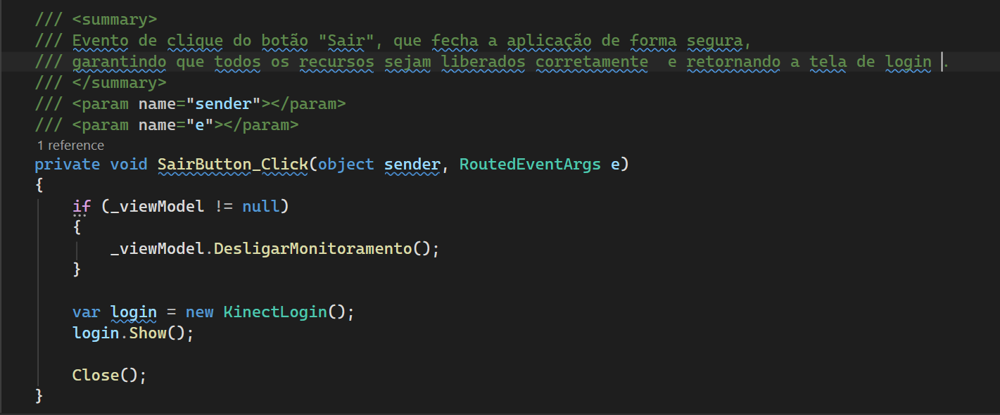 /// <summary>
/// Evento de clique do botão "Sair", que fecha a aplicação de forma segura,
/// garantindo que todos os recursos sejam liberados corretamente  e retornando a tela de login .
/// </summary>
/// <param name="sender"></param>
/// <param name="e"></param>
1 reference
private void SairButton_Click(object sender, RoutedEventArgs e)
{
    if (_viewModel != null)
    {
        _viewModel.DesligarMonitoramento();
    }

    var login = new KinectLogin();
    login.Show();

    Close();
}